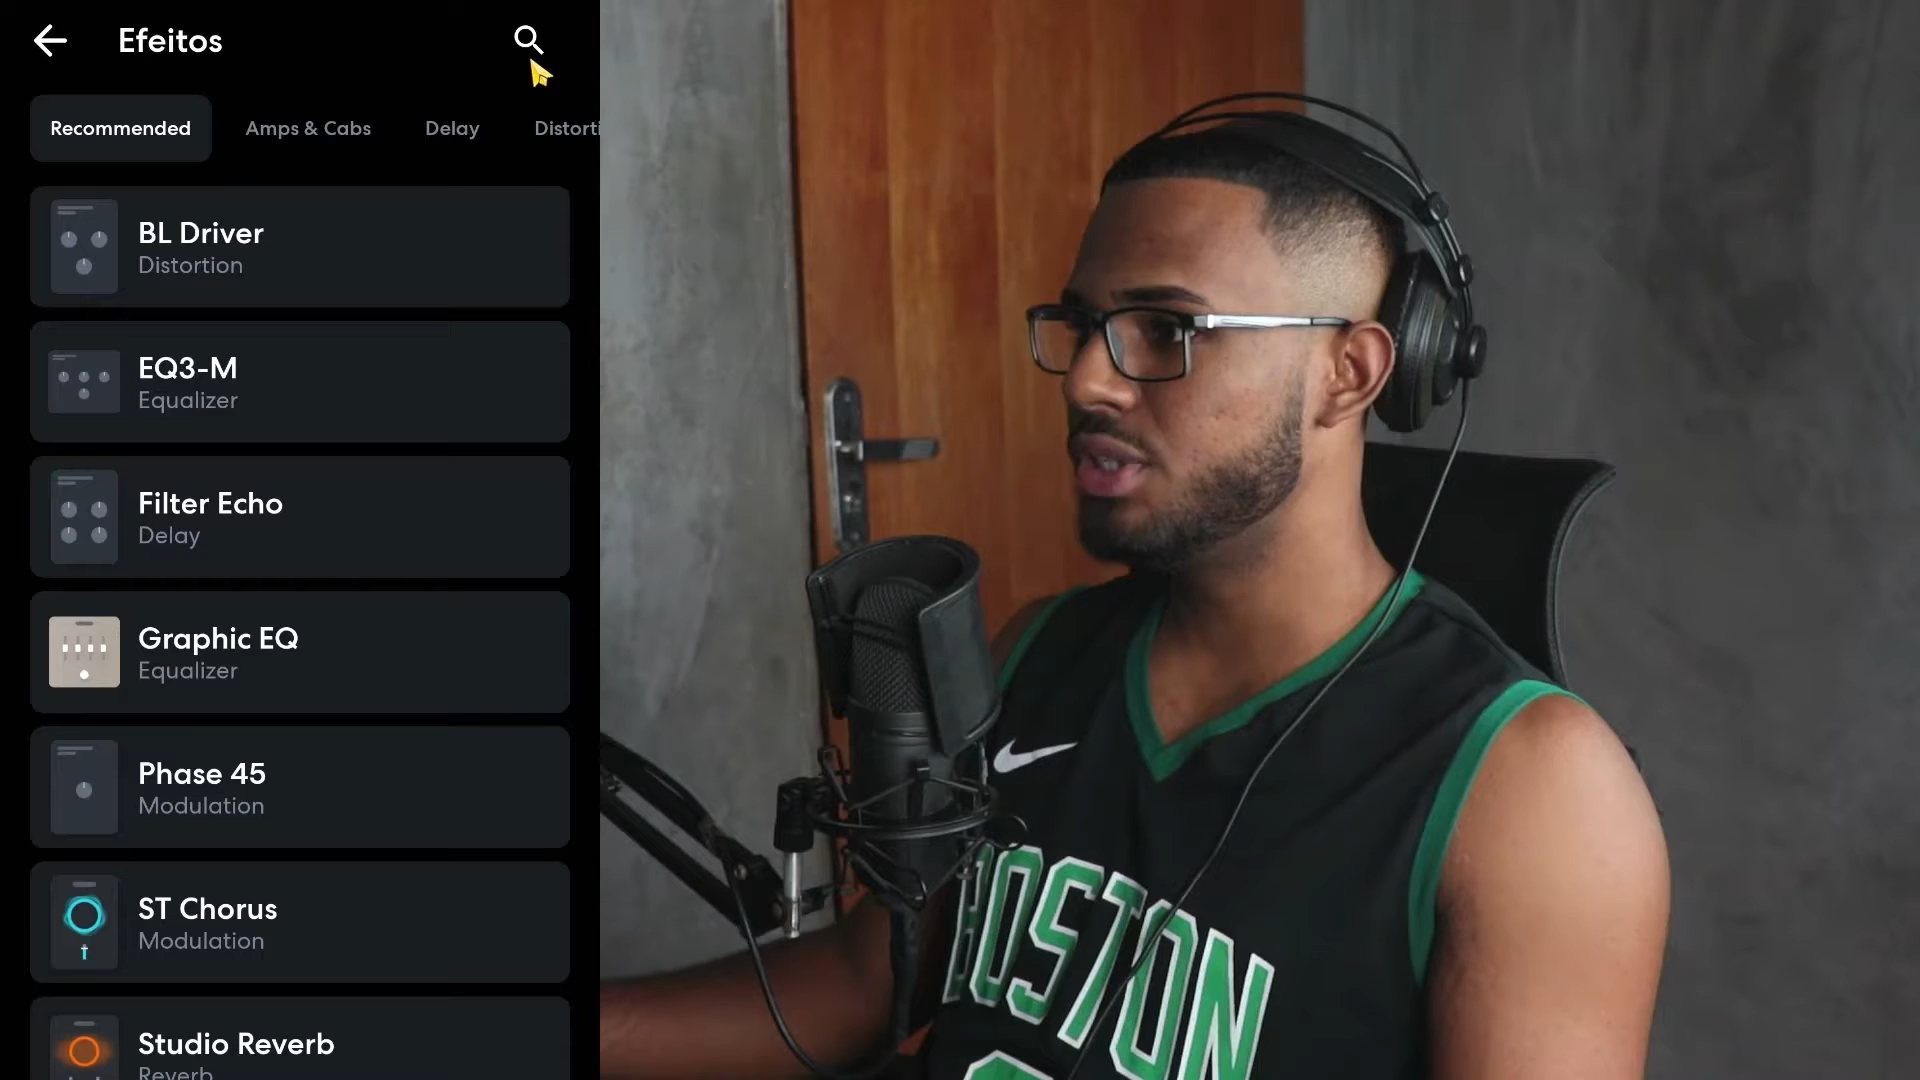 Efeitos
Recommended
Amps & Cabs
Delay
Distorti
BL Driver
Distortion
EQ3-M
Equalizer
Filter Echo
Delay
Graphic EQ
Equalizer
Phase 45
Modulation
ST Chorus
Modulation
Studio Reverb
Reverb
BOSTON